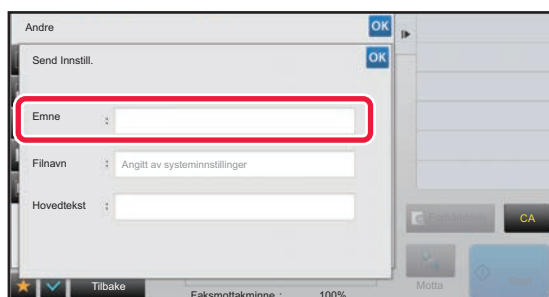 Andre
OK
Send Innstill.
OK
Emne :
Filnavn : Angitt av systeminnstillinger
Hovedtekst :
CA
Motta
Tilbake
Faksmottakminne : 100%